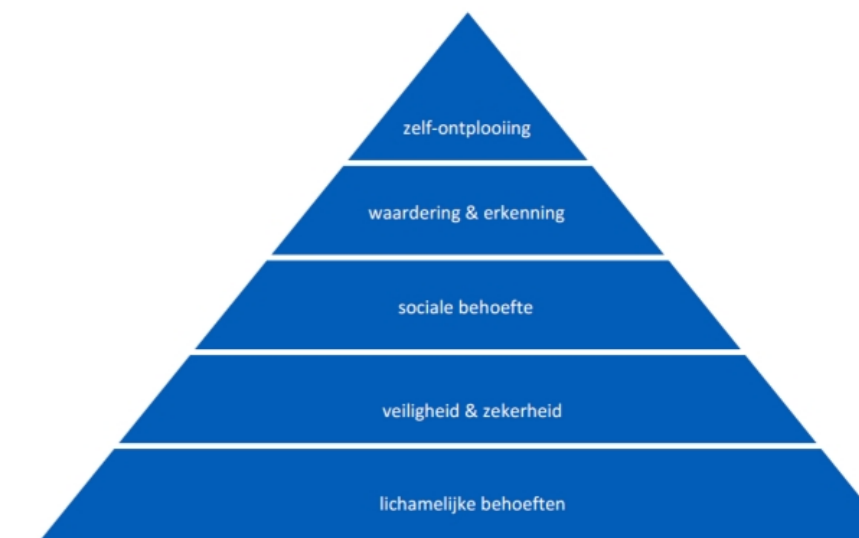 zelf-ontplooiing
waardering & erkenning
sociale behoefte
veiligheid & zekerheid
lichamelijke behoeften